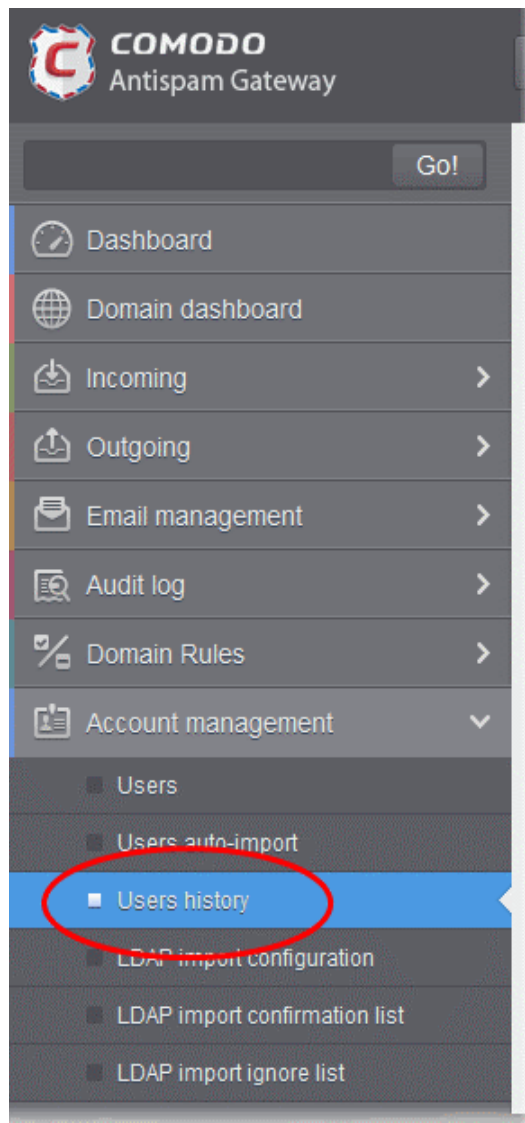 COMODO
Antispam Gateway
Go!
Dashboard
Domain dashboard
Incoming
Outgoing
Email management
Audit log
Domain Rules
Account management
Users
Users auto-import
Users history
LDAP import configuration
LDAP import confirmation list
LDAP import ignore list